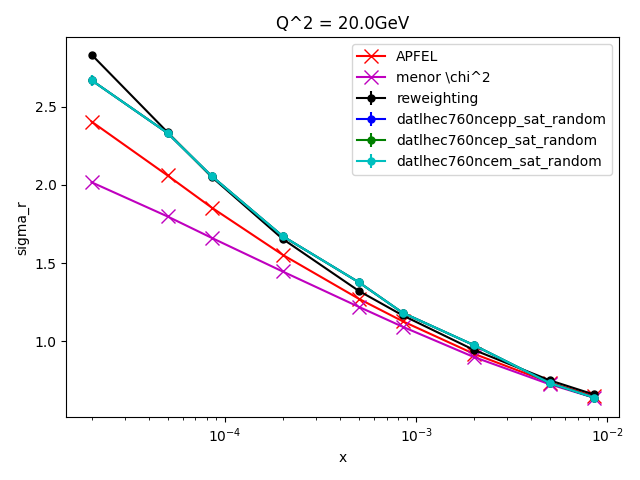 Q^2 = 20.0GeV
APFEL
menor \chi^2
reweighting
datlhec760ncepp_sat_random
datlhec760ncep_sat_random
datlhec760ncem_sat_random
sigma_r
2.5
2.0
1.5
1.0
10⁻⁴
10⁻³
10⁻²
x